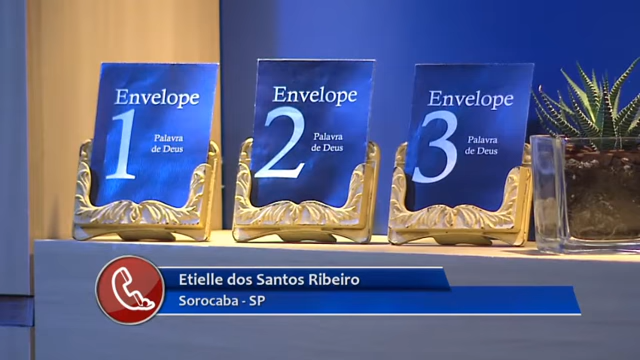 Envelope
1
Palavra
de Deus
Envelope
2
Palavra
de Deus
Envelope
3
Palavra
de Deus
Etielle dos Santos Ribeiro
Sorocaba - SP